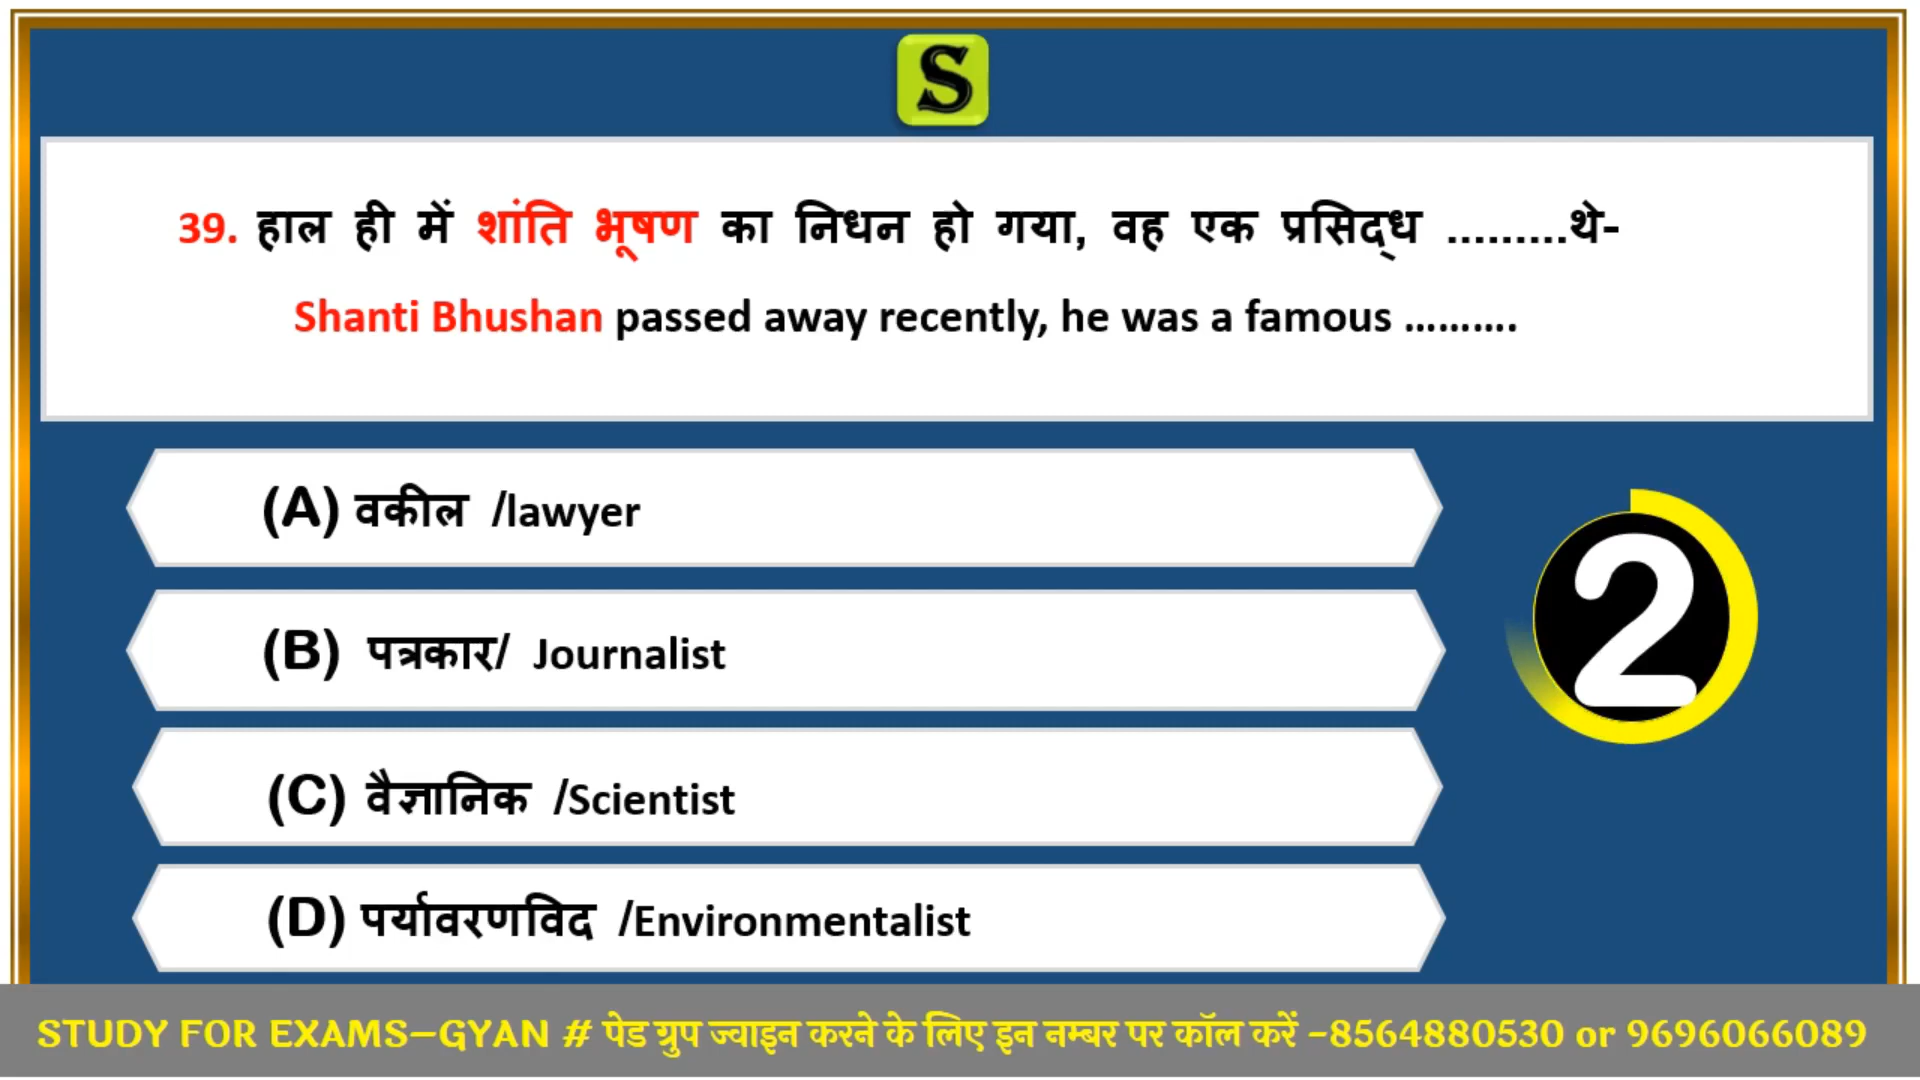 S
39. हाल ही में शांति भूषण का निधन हो गया, वह एक प्रसिद्ध .........थे-
Shanti Bhushan passed away recently, he was a famous ..........
(A) वकील /lawyer
(B) पत्रकार/ Journalist
2
(C) वैज्ञानिक /Scientist
(D) पर्यावरणविद /Environmentalist
STUDY FOR EXAMS-GYAN # पेड ग्रुप ज्वाइन करने के लिए इन नम्बर पर कॉल करें -8564880530 or 9696066089